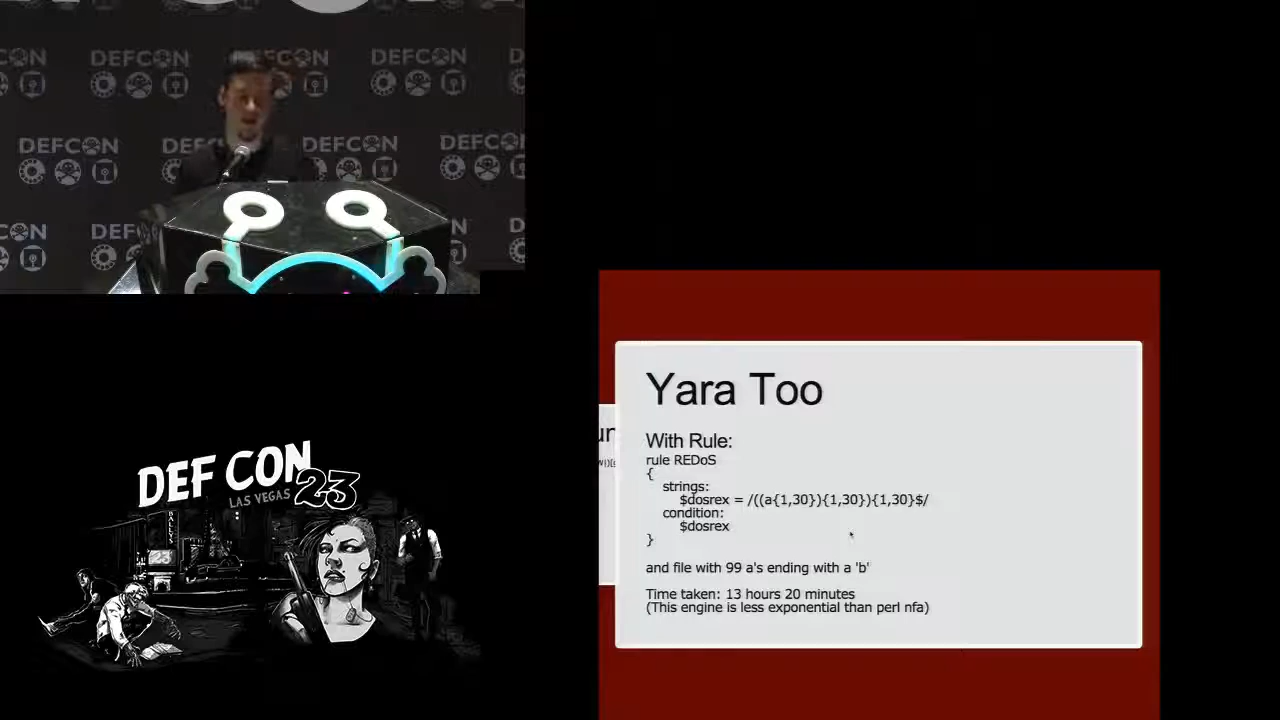 DEFCON
DEFCON
DEFCON
DEFCON
DEFCON
DEFCON
DEF CON
LAS VEGAS 23
BALLYS
Yara Too
With Rule:
rule REDoS
{
strings:
$dosrex = /((a{1,30}){1,30}){1,30}$/
condition:
$dosrex
}
and file with 99 a's ending with a 'b'
Time taken: 13 hours 20 minutes
(This engine is less exponential than perl nfa)